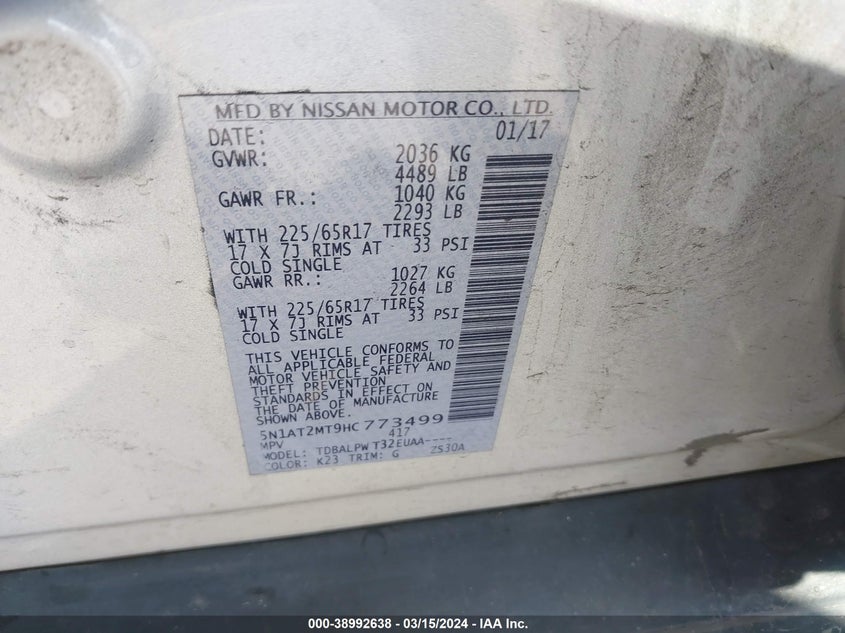 MFD BY NISSAN MOTOR CO., LTD.
DATE: 01/17
GVWR: 2036 KG
4489 LB
GAWR FR.: 1040 KG
2293 LB
WITH 225/65R17 TIRES
17 X 7J RIMS AT 33 PSI
COLD SINGLE
GAWR RR.: 1027 KG
2264 LB
WITH 225/65R17 TIRES
17 X 7J RIMS AT 33 PSI
COLD SINGLE
THIS VEHICLE CONFORMS TO
ALL APPLICABLE FEDERAL
MOTOR VEHICLE SAFETY AND
THEFT PREVENTION
STANDARDS IN EFFECT ON
THE DATE OF MANUFACTURE
SHOWN ABOVE.
5N1AT2MT9HC773499
MPV 417
MODEL: TDBALPW T32EUAA----
COLOR: K23 TRIM: G ZS30A
000-38992638 - 03/15/2024 - IAA Inc.